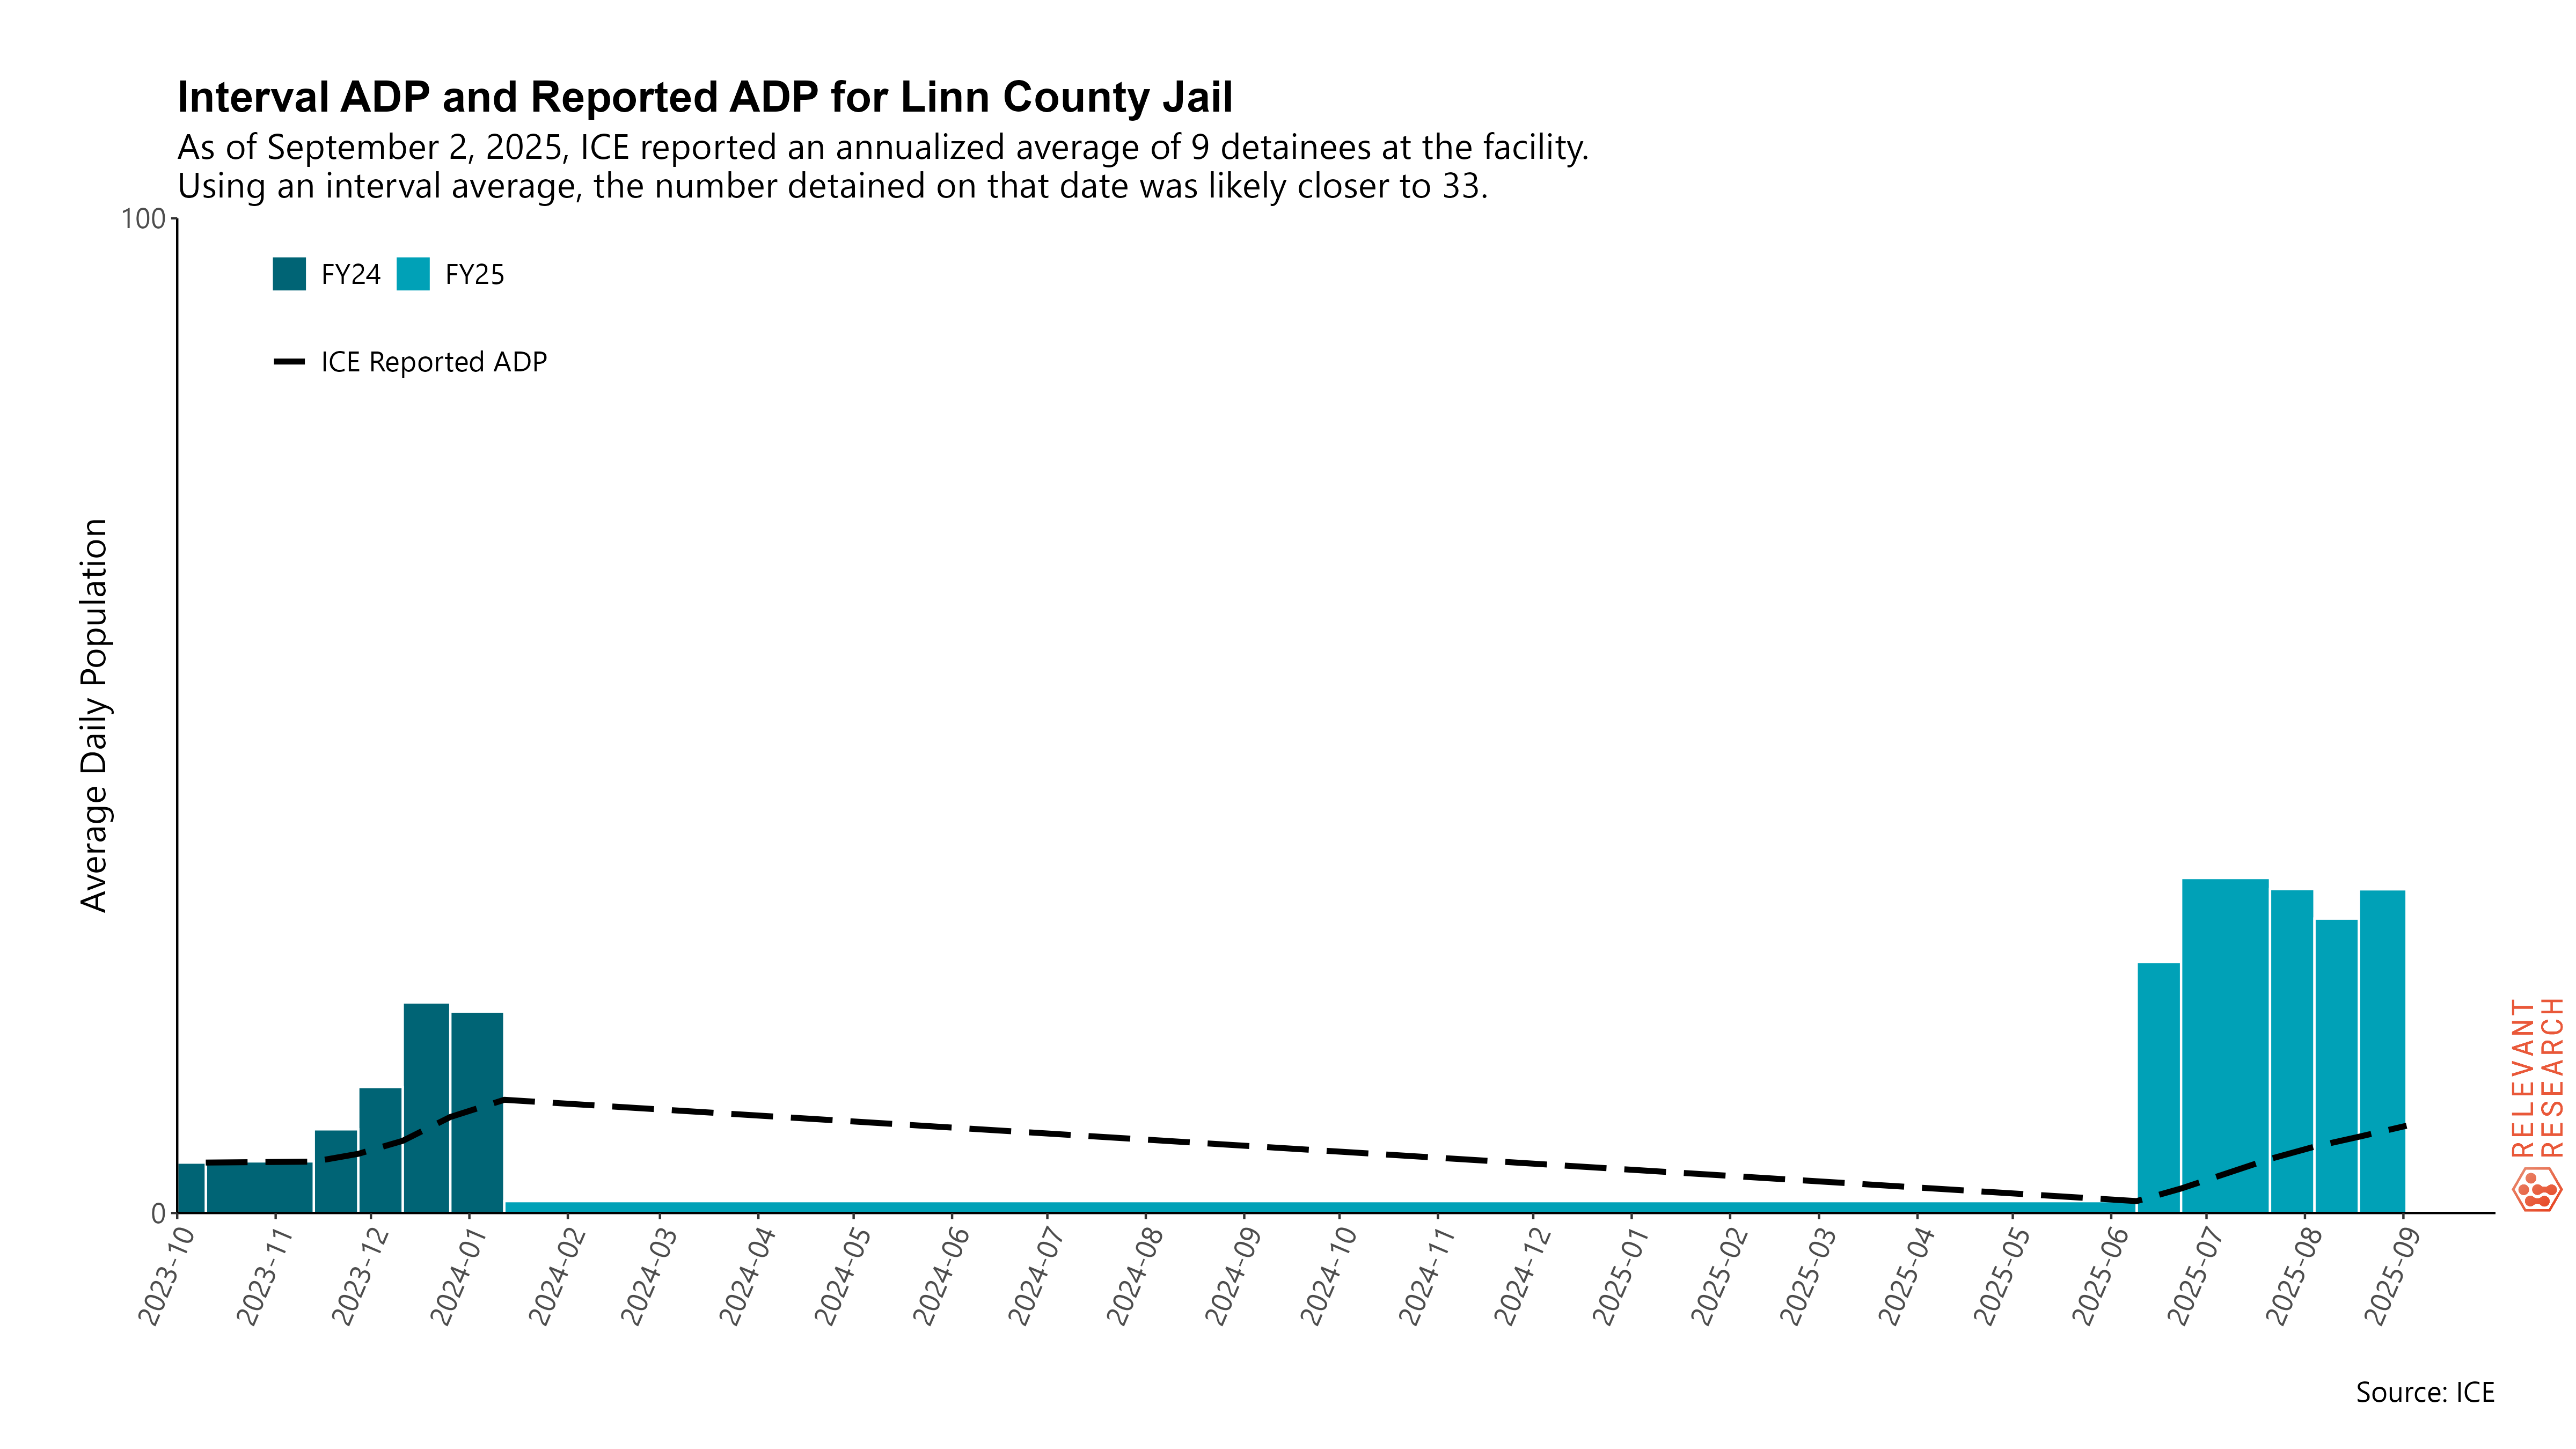 Interval ADP and Reported ADP for Linn County Jail
As of September 2, 2025, ICE reported an annualized average of 9 detainees at the facility.
Using an interval average, the number detained on that date was likely closer to 33.
100
FY24 FY25
ICE Reported ADP
Average Daily Population
0
2023-10 2023-11 2023-12 2024-01 2024-02 2024-03 2024-04 2024-05 2024-06 2024-07 2024-08 2024-09 2024-10 2024-11 2024-12 2025-01 2025-02 2025-03 2025-04 2025-05 2025-06 2025-07 2025-08 2025-09
RELEVANT
RESEARCH
Source: ICE